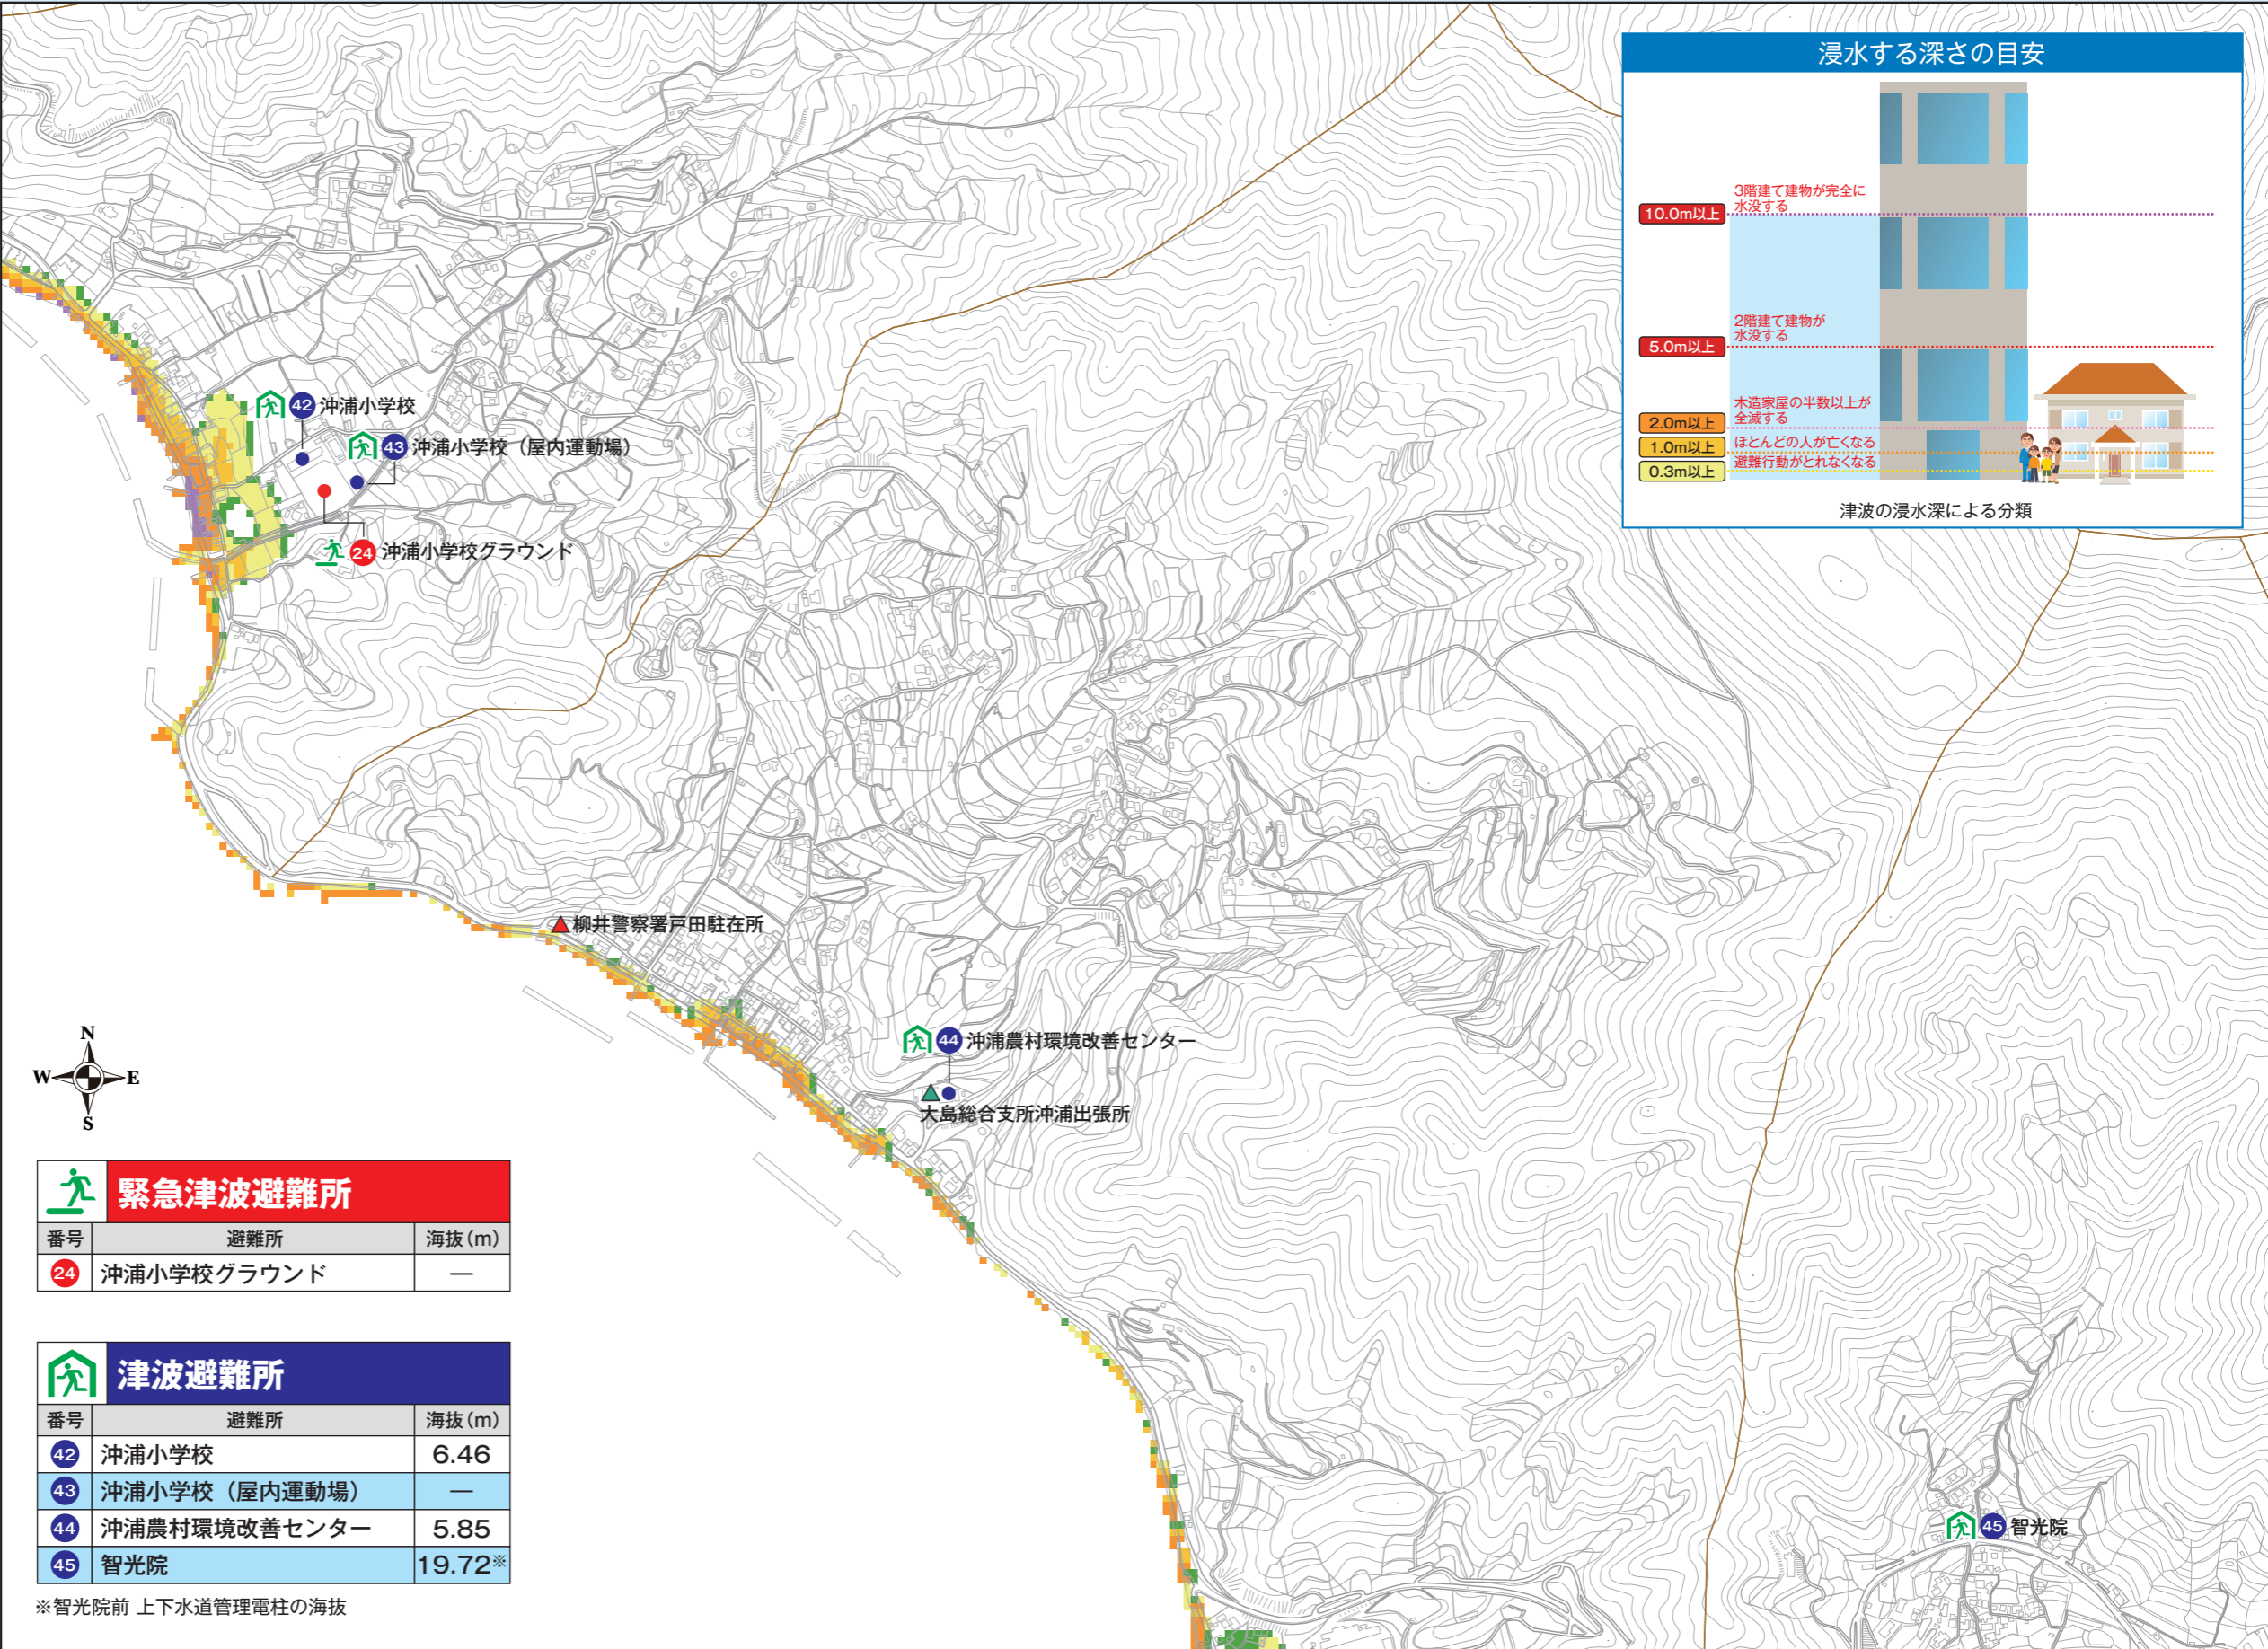 浸水する深さの目安
10.0m以上
3階建て建物が完全に
水没する
5.0m以上
2階建て建物が
水没する
2.0m以上
木造家屋の半数以上が
全滅する
1.0m以上
ほとんどの人が亡くなる
0.3m以上
避難行動がとれなくなる
津波の浸水深による分類
42 沖浦小学校
43 沖浦小学校（屋内運動場）
24 沖浦小学校グラウンド
柳井警察署戸田駐在所
44 沖浦農村環境改善センター
大島総合支所沖浦出張所
45 智光院
N
W E
S
緊急津波避難所
番号 避難所 海抜(m)
24 沖浦小学校グラウンド —
津波避難所
番号 避難所 海抜(m)
42 沖浦小学校 6.46
43 沖浦小学校（屋内運動場） —
44 沖浦農村環境改善センター 5.85
45 智光院 19.72※
※智光院前 上下水道管理電柱の海抜